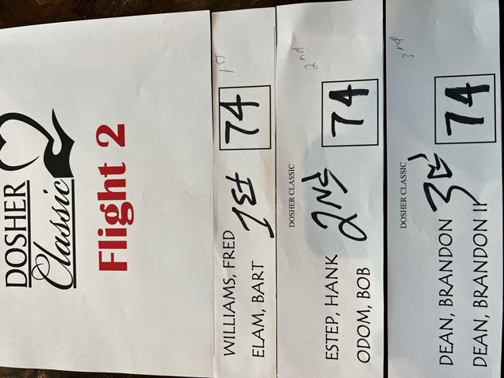 DOSHER
Classic
Flight 2
WILLIAMS, FRED
ELAM, BART
1st
74
1st
DOSHER CLASSIC
ESTEP, HANK
ODOM, BOB
2nd
74
2nd
DOSHER CLASSIC
DEAN, BRANDON
DEAN, BRANDON II
3rd
74
3rd